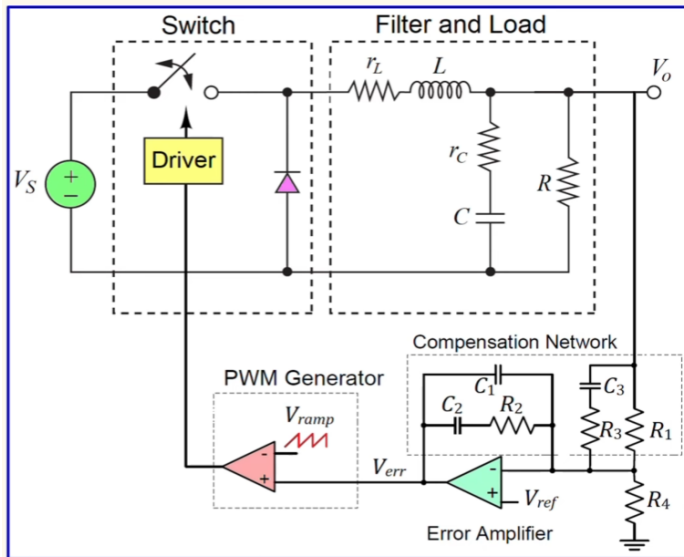 Switch
Filter and Load
r_L
L
V_o
Driver
r_C
V_S
+
−
R
C
Compensation Network
C_1
C_3
PWM Generator
C_2
R_2
V_ramp
R_3
R_1
-
+
V_err
-
+
V_ref
R_4
Error Amplifier